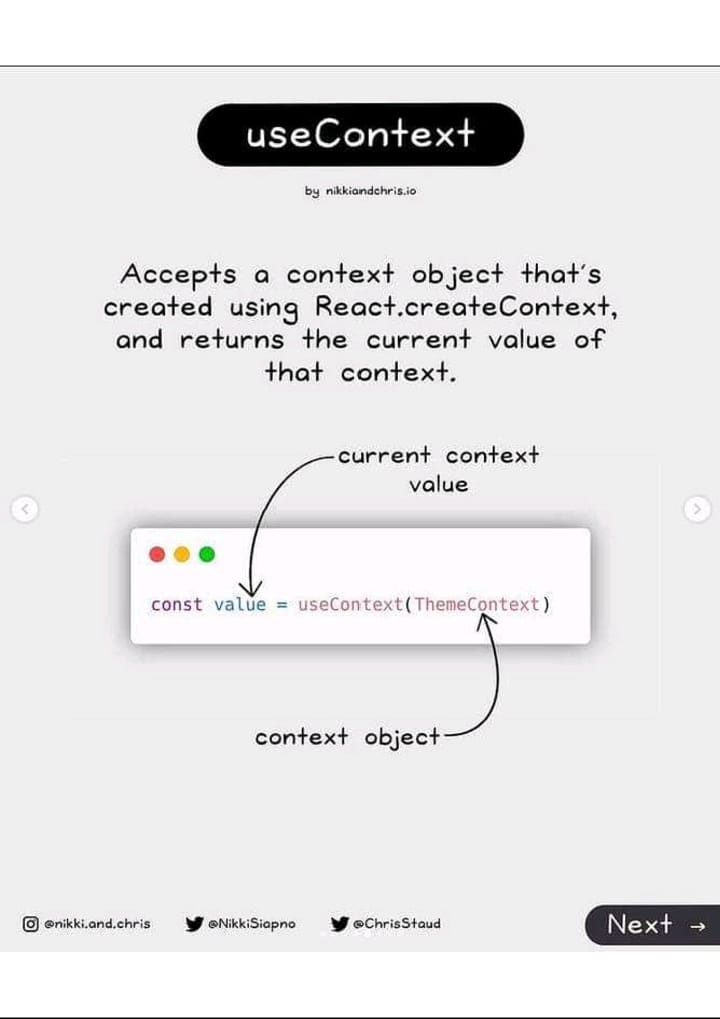 useContext
by nikkiandchris.io
Accepts a context object that's
created using React.createContext,
and returns the current value of
that context.
current context
value
const value = useContext(ThemeContext)
context object
@nikki.and.chris @NikkiSiapno @ChrisStaud Next →